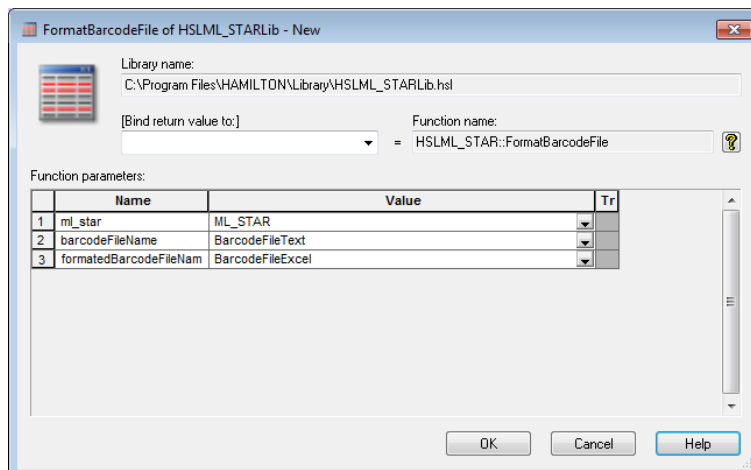 FormatBarcodeFile of HSLML_STARLib - New
Library name:
C:\Program Files\HAMILTON\Library\HSLML_STARLib.hsl
[Bind return value to:] Function name:
= HSLML_STAR::FormatBarcodeFile
Function parameters:
Name Value Tr
1 ml_star ML_STAR
2 barcodeFileName BarcodeFileText
3 formatedBarcodeFileNam BarcodeFileExcel
OK Cancel Help